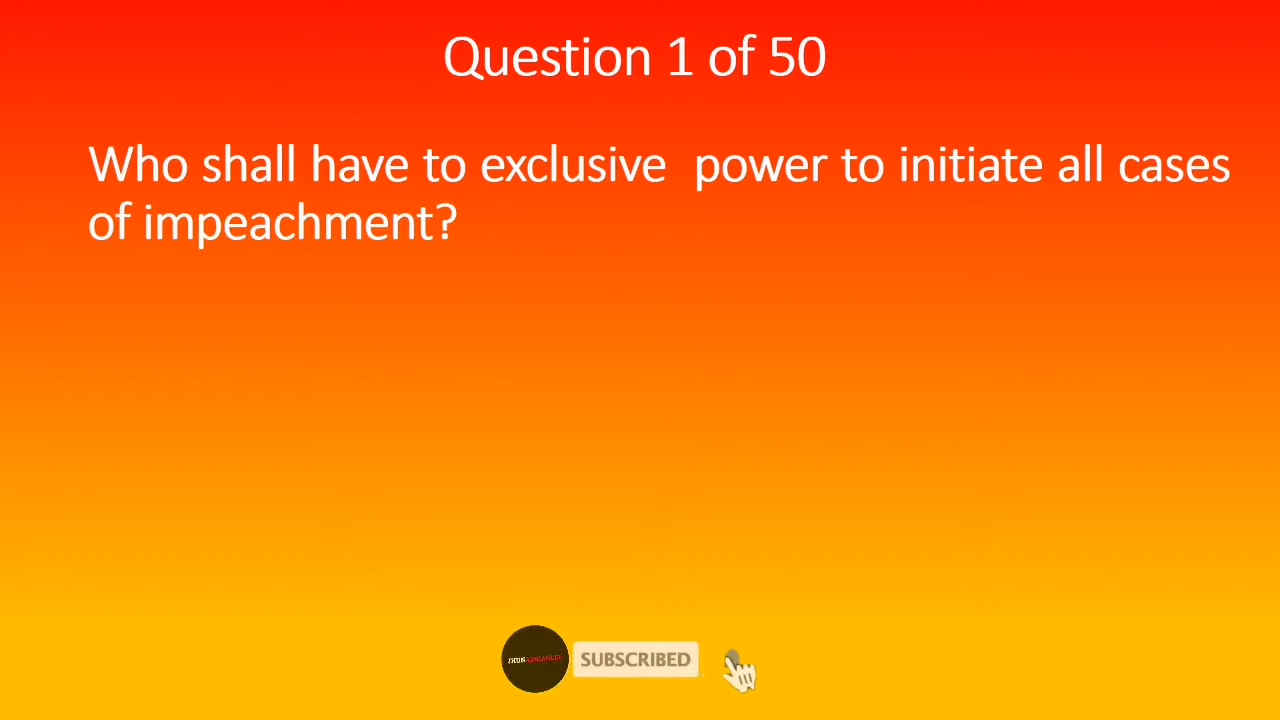 Question 1 of 50
Who shall have to exclusive power to initiate all cases
of impeachment?
SUBSCRIBED